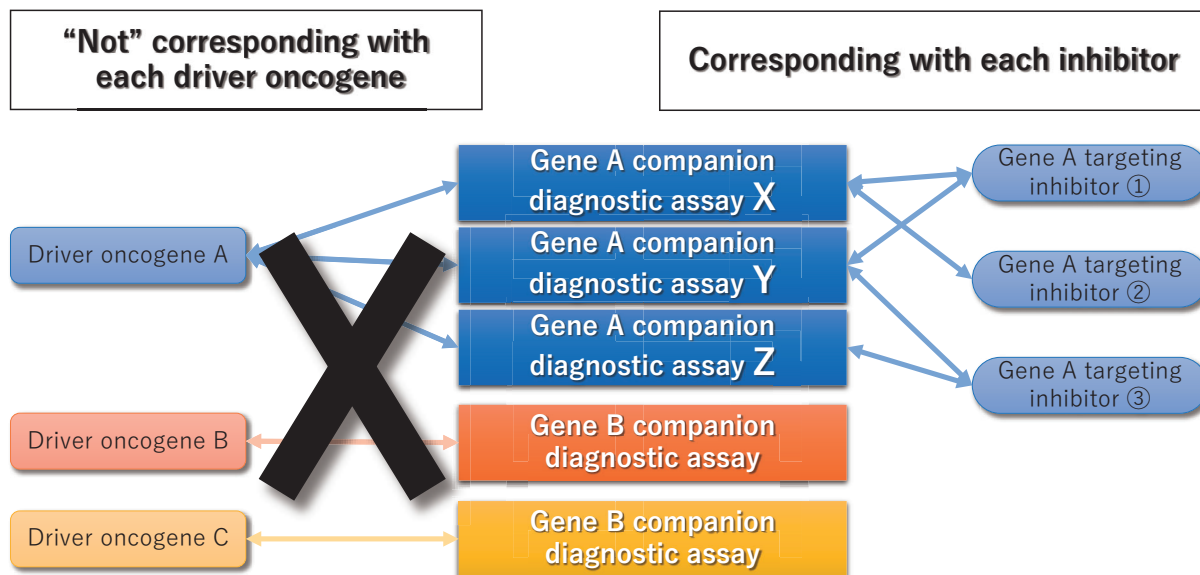 “Not” corresponding with
each driver oncogene
Corresponding with each inhibitor
Driver oncogene A
Driver oncogene B
Driver oncogene C
Gene A companion
diagnostic assay X
Gene A companion
diagnostic assay Y
Gene A companion
diagnostic assay Z
Gene B companion
diagnostic assay
Gene B companion
diagnostic assay
Gene A targeting
inhibitor ①
Gene A targeting
inhibitor ②
Gene A targeting
inhibitor ③